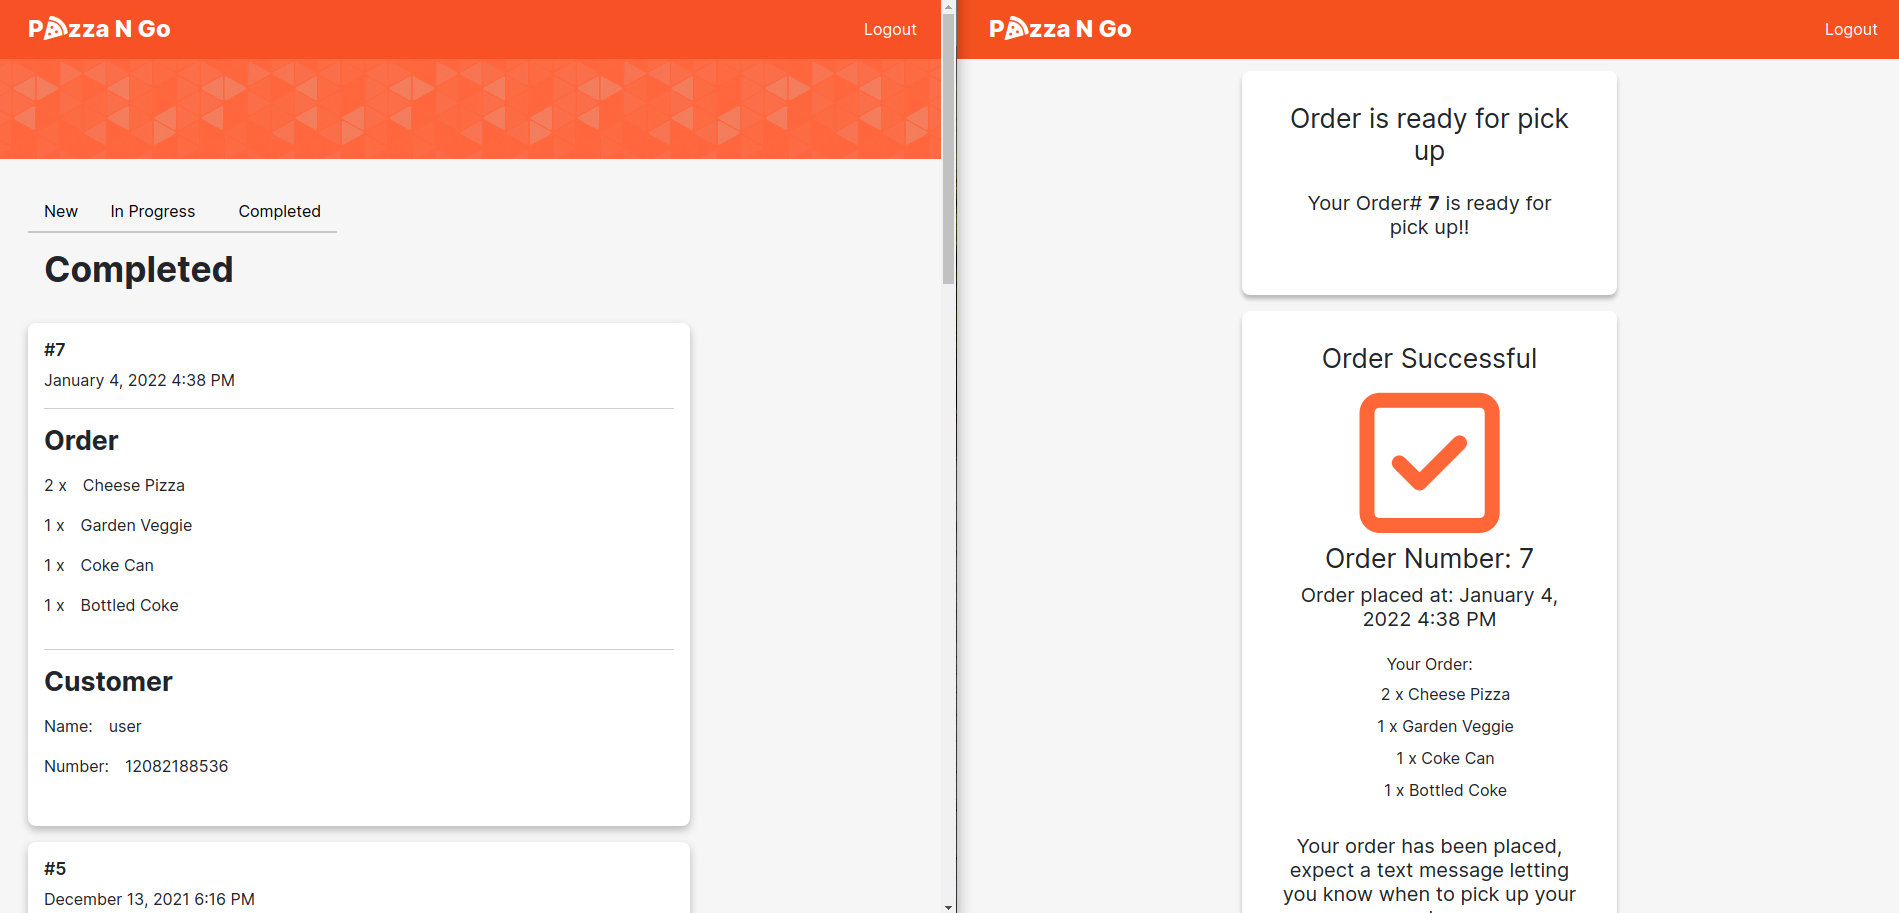 Pizza N Go
Logout
New In Progress Completed
Completed
#7
January 4, 2022 4:38 PM
Order
2 x Cheese Pizza
1 x Garden Veggie
1 x Coke Can
1 x Bottled Coke
Customer
Name: user
Number: 12082188536
#5
December 13, 2021 6:16 PM
Pizza N Go
Logout
Order is ready for pick
up
Your Order# 7 is ready for
pick up!!
Order Successful
Order Number: 7
Order placed at: January 4,
2022 4:38 PM
Your Order:
2 x Cheese Pizza
1 x Garden Veggie
1 x Coke Can
1 x Bottled Coke
Your order has been placed,
expect a text message letting
you know when to pick up your